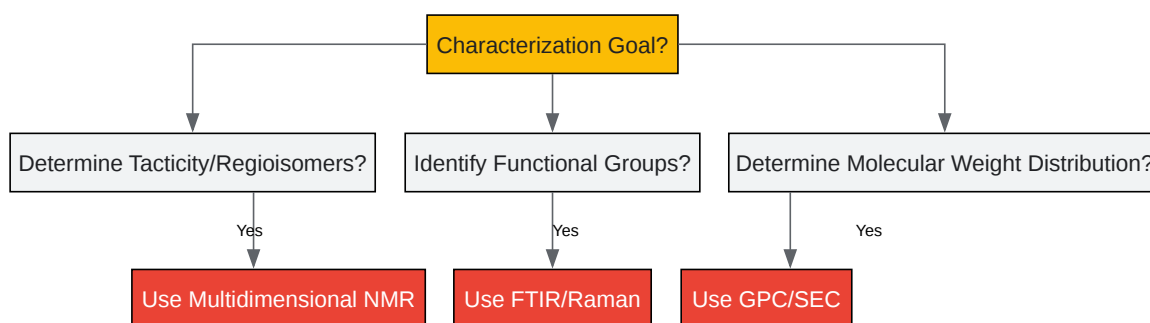 Characterization Goal?
Determine Tacticity/Regioisomers?
Identify Functional Groups?
Determine Molecular Weight Distribution?
Yes
Yes
Yes
Use Multidimensional NMR
Use FTIR/Raman
Use GPC/SEC